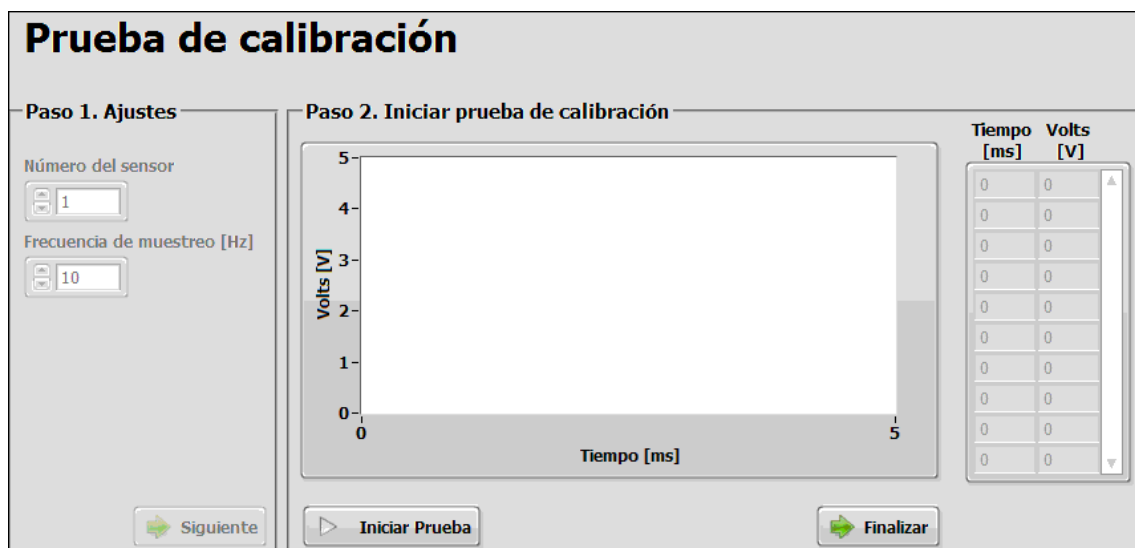 Prueba de calibración
Paso 1. Ajustes
Número del sensor
1
Frecuencia de muestreo [Hz]
10
Siguiente
Paso 2. Iniciar prueba de calibración
5
4
3
2
1
0
Volts [V]
0 5
Tiempo [ms]
Iniciar Prueba
Finalizar
Tiempo Volts
[ms] [V]
0 0
0 0
0 0
0 0
0 0
0 0
0 0
0 0
0 0
0 0